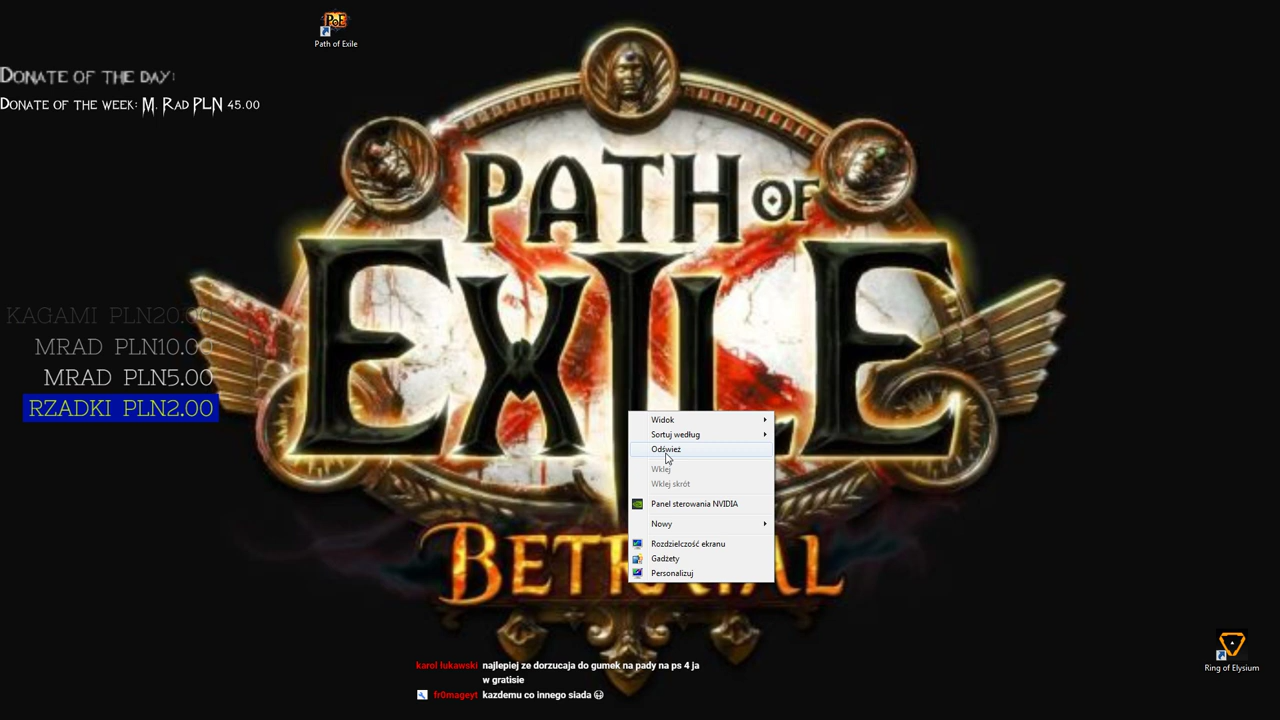 Path of Exile
DONATE OF THE DAY:
DONATE OF THE WEEK: M. RAD PLN 45.00
PATH OF
EXILE
BETRAYAL
KAGAMI PLN20.00
MRAD PLN10.00
MRAD PLN5.00
RZADKI PLN2.00
Widok
Sortuj według
Odśwież
Wklej
Wklej skrót
Panel sterowania NVIDIA
Nowy
Rozdzielczość ekranu
Gadżety
Personalizuj
Ring of Elysium
karol łukawski najlepiej ze dorzucaja do gumek na pady na ps 4 ja
w gratisie
fr0mageyt kazdemu co innego siada 😀